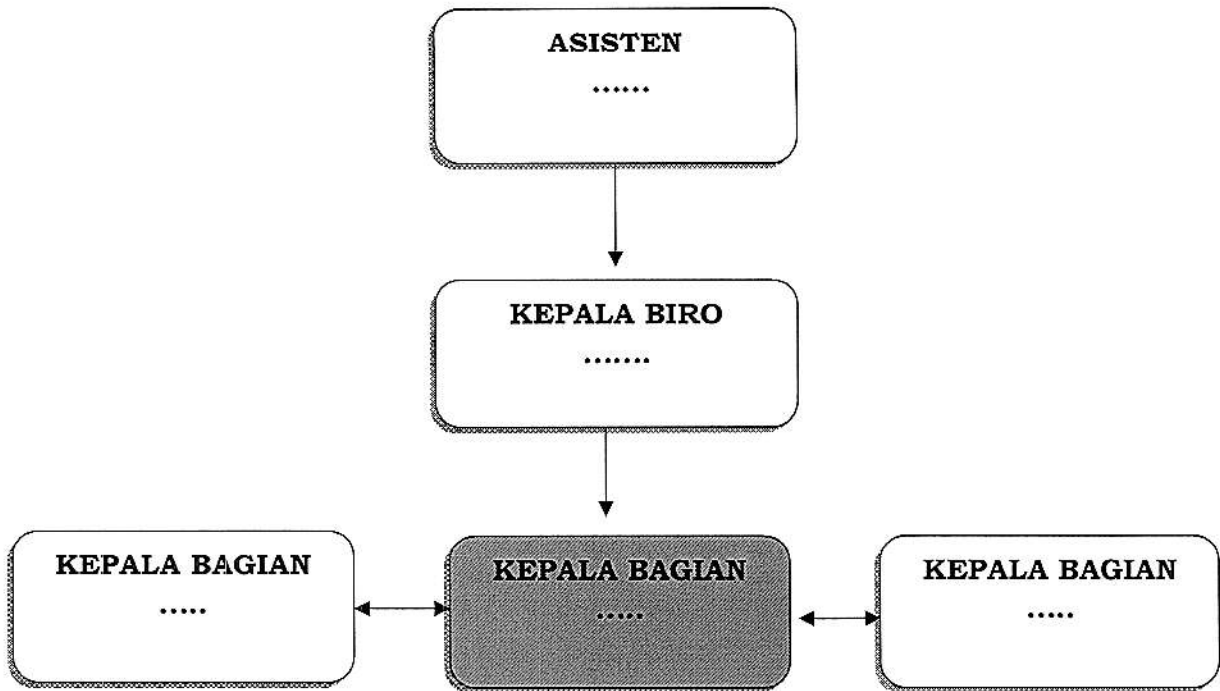 ASISTEN
......
KEPALA BIRO
.......
KEPALA BAGIAN
.....
KEPALA BAGIAN
.....
KEPALA BAGIAN
.....